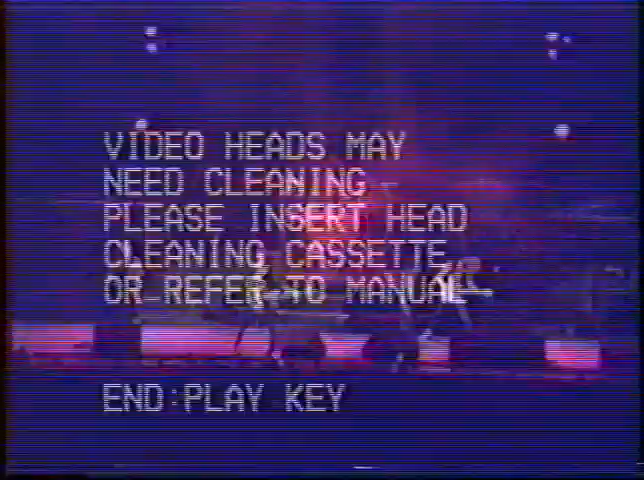 VIDEO HEADS MAY
NEED CLEANING
PLEASE INSERT HEAD
CLEANING CASSETTE
OR REFER TO MANUAL
END:PLAY KEY